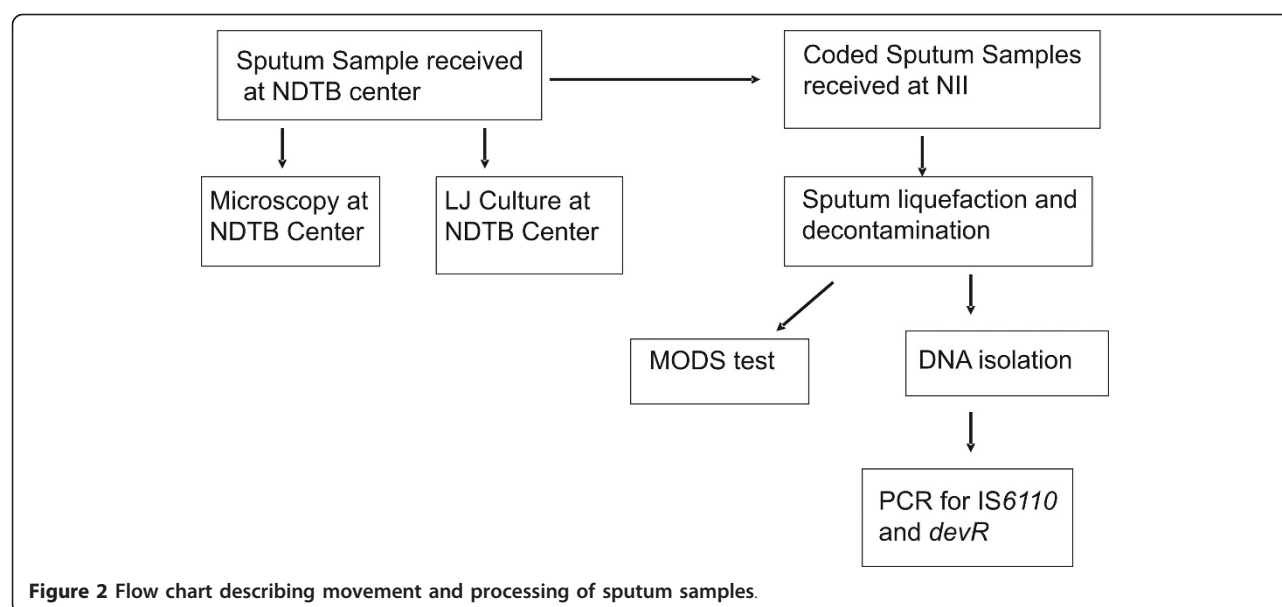 Sputum Sample received
at NDTB center
Coded Sputum Samples
received at NII
Microscopy at
NDTB Center
LJ Culture at
NDTB Center
Sputum liquefaction and
decontamination
MODS test
DNA isolation
PCR for IS6110
and devR
Figure 2 Flow chart describing movement and processing of sputum samples.